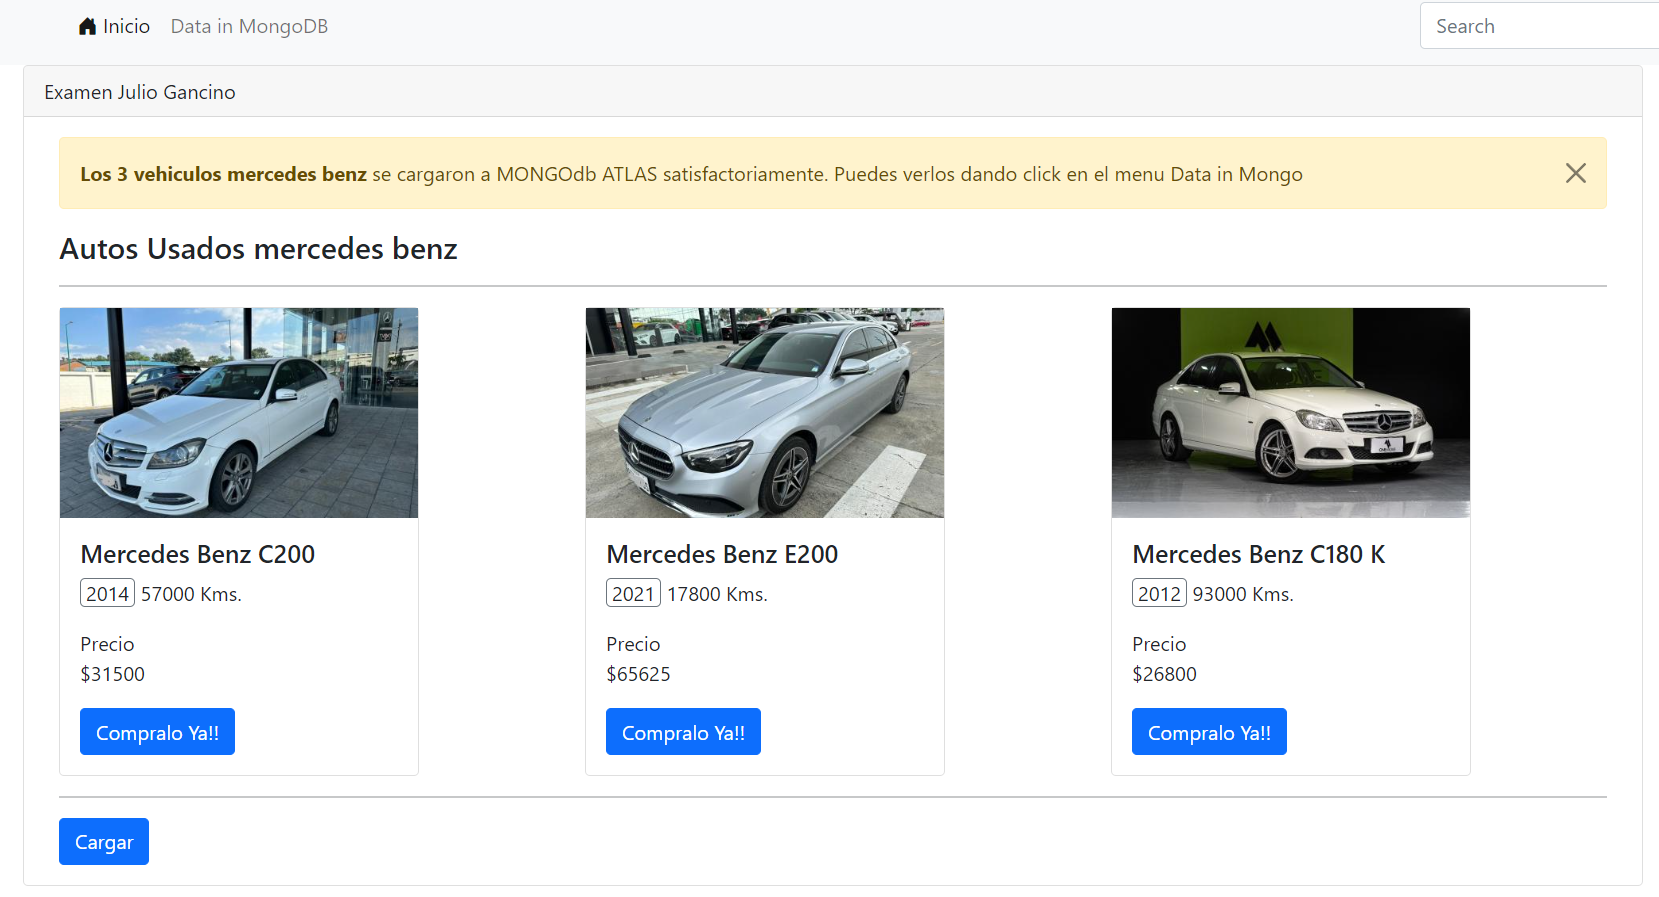 Inicio Data in MongoDB Search
Examen Julio Gancino
Los 3 vehiculos mercedes benz se cargaron a MONGOdb ATLAS satisfactoriamente. Puedes verlos dando click en el menu Data in Mongo
Autos Usados mercedes benz
Mercedes Benz C200
2014 57000 Kms.
Precio
$31500
Compralo Ya!!
Mercedes Benz E200
2021 17800 Kms.
Precio
$65625
Compralo Ya!!
Mercedes Benz C180 K
2012 93000 Kms.
Precio
$26800
Compralo Ya!!
Cargar